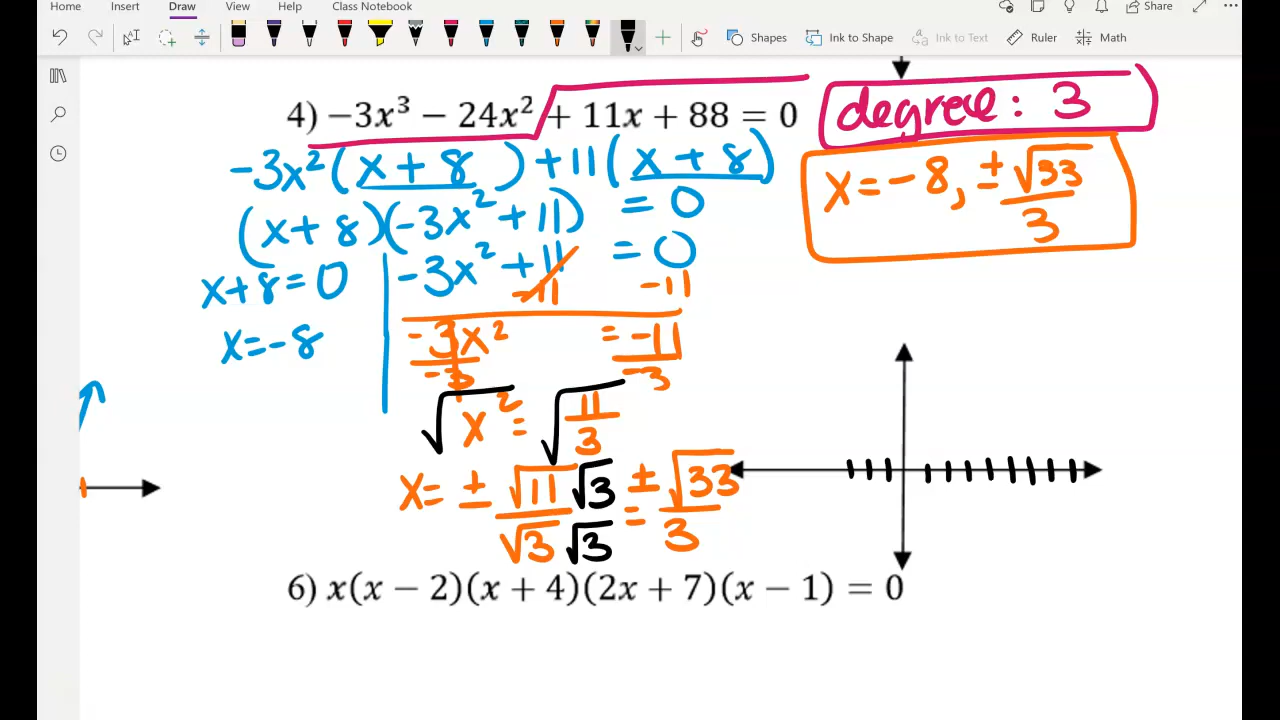 Home Insert Draw View Help Class Notebook Share
Shapes Ink to Shape Ink to Text Ruler Math
4) −3x³ − 24x² + 11x + 88 = 0
degree: 3
-3x²(x + 8) + 11(x + 8)
x = -8, ± √33/3
(x + 8)(-3x² + 11) = 0
x + 8 = 0
-3x² + 11 = 0
-11 -11
x = -8
-3x²/-3 = -11/-3
√x² = √11/3
x = ± √11/√3 √3/√3 = ± √33/3
6) x(x − 2)(x + 4)(2x + 7)(x − 1) = 0